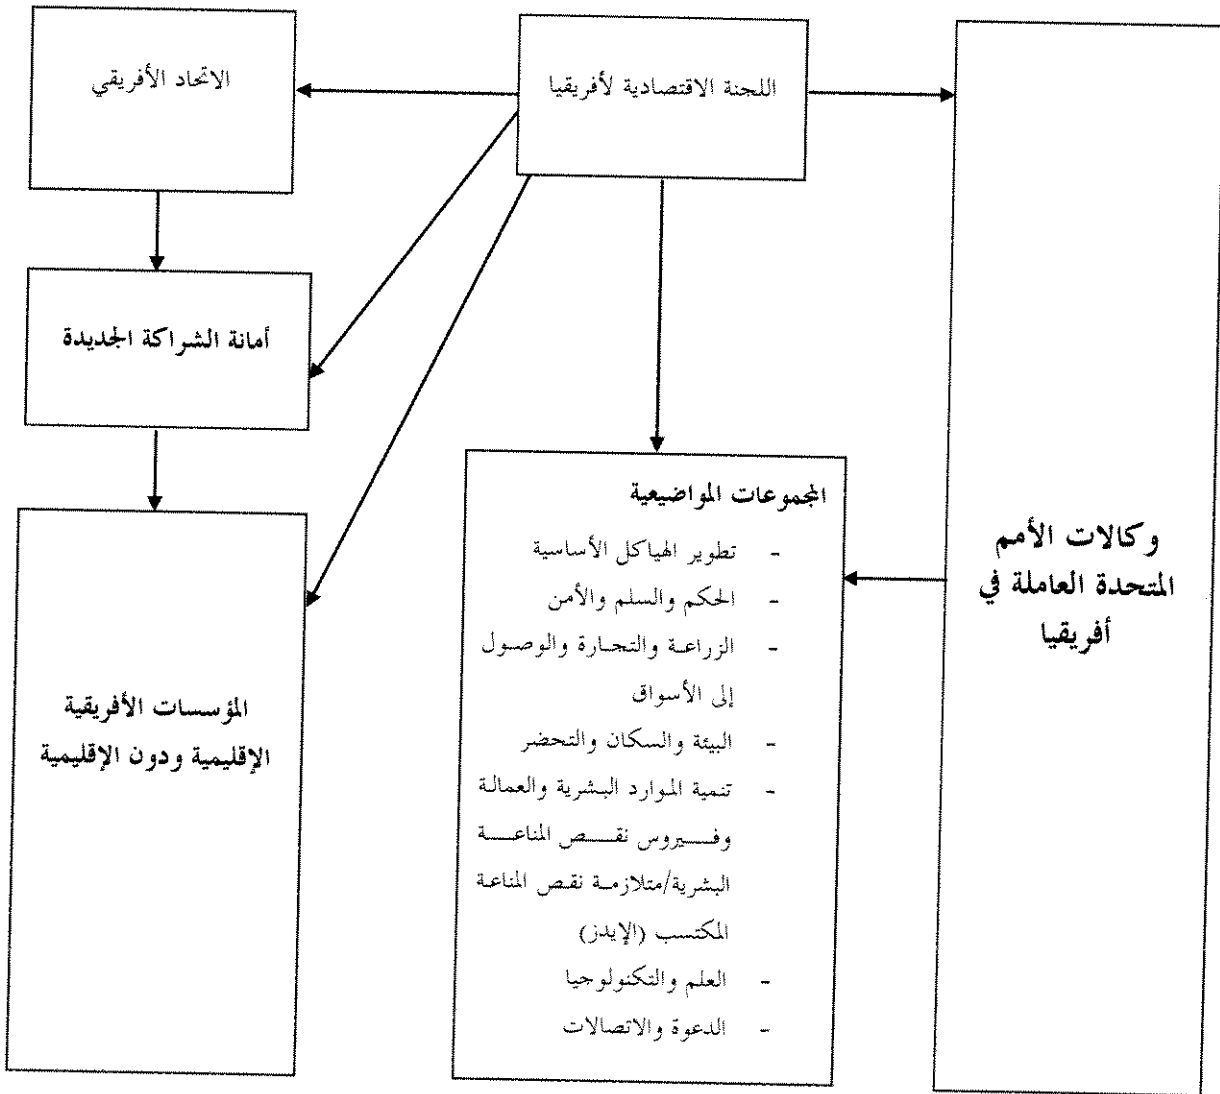 اللجنة الاقتصادية لأفريقيا
الاتحاد الأفريقي
أمانة الشراكة الجديدة
المؤسسات الأفريقية
الإقليمية ودون الإقليمية
المجموعات المواضيعية
- تطوير الهياكل الأساسية
- الحكم والسلم والأمن
- الزراعة والتجارة والوصول
إلى الأسواق
- البيئة والسكان والتحضر
- تنمية الموارد البشرية والعمالة
وفيروس نقص المناعة
البشرية/متلازمة نقص المناعة
المكتسب (الإيدز)
- العلم والتكنولوجيا
- الدعوة والاتصالات
وكالات الأمم
المتحدة العاملة في
أفريقيا